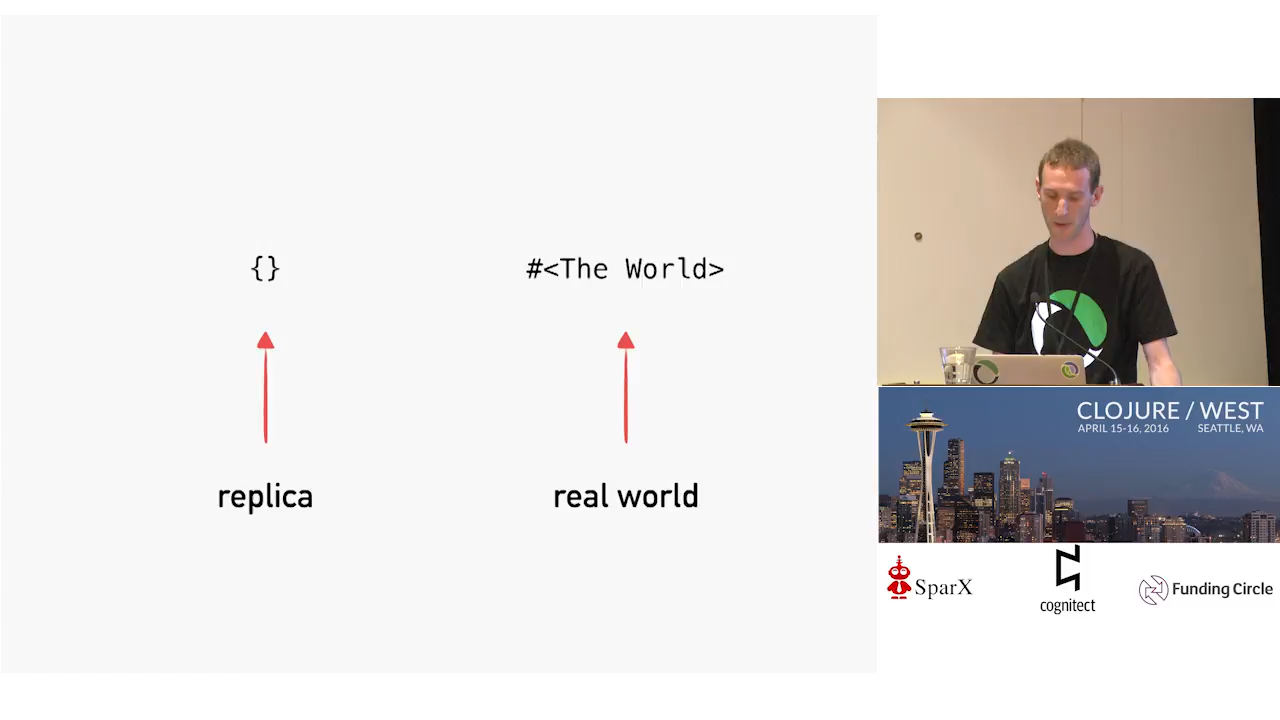 {}
#<The World>
replica
real world
CLOJURE / WEST
APRIL 15-16, 2016
SEATTLE, WA
SparX
cognitect
Funding Circle